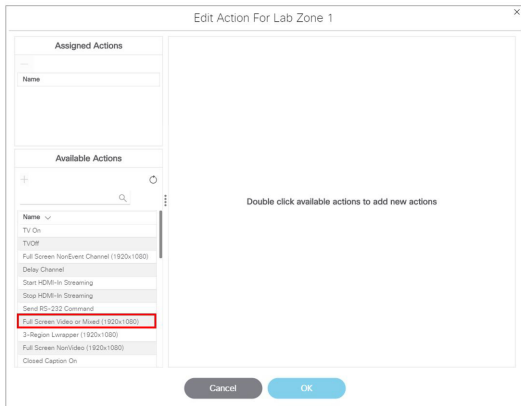 Edit Action For Lab Zone 1
Assigned Actions
Name
Available Actions
Name
TV On
TVOff
Full Screen NonEvent Channel (1920x1080)
Delay Channel
Start HDMI-In Streaming
Stop HDMI-In Streaming
Send RS-232 Command
Full Screen Video or Mixed (1920x1080)
3-Region Lwrapper (1920x1080)
Full Screen NonVideo (1920x1080)
Closed Caption On
Double click available actions to add new actions
Cancel
OK